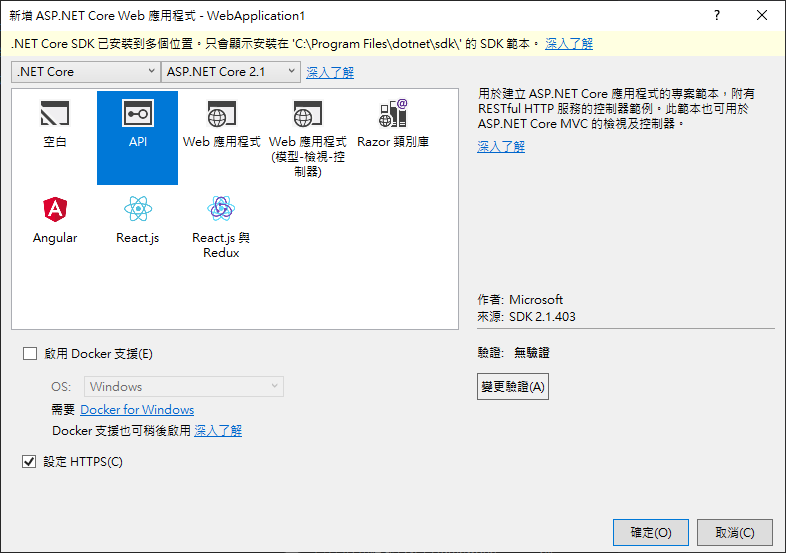 新增 ASP.NET Core Web 應用程式 - WebApplication1
?
.NET Core SDK 已安裝到多個位置。只會顯示安裝在 'C:\Program Files\dotnet\sdk\' 的 SDK 範本。 深入了解
.NET Core
ASP.NET Core 2.1
深入了解
空白
API
Web 應用程式
Web 應用程式
(模型-檢視-控
制器)
Razor 類別庫
Angular
React.js
React.js 與
Redux
用於建立 ASP.NET Core 應用程式的專案範本，附有
RESTful HTTP 服務的控制器範例。此範本也可用於
ASP.NET Core MVC 的檢視及控制器。
深入了解
作者: Microsoft
來源: SDK 2.1.403
啟用 Docker 支援(E)
OS: Windows
需要 Docker for Windows
Docker 支援也可稍後啟用 深入了解
設定 HTTPS(C)
驗證: 無驗證
變更驗證(A)
確定(O)
取消(C)